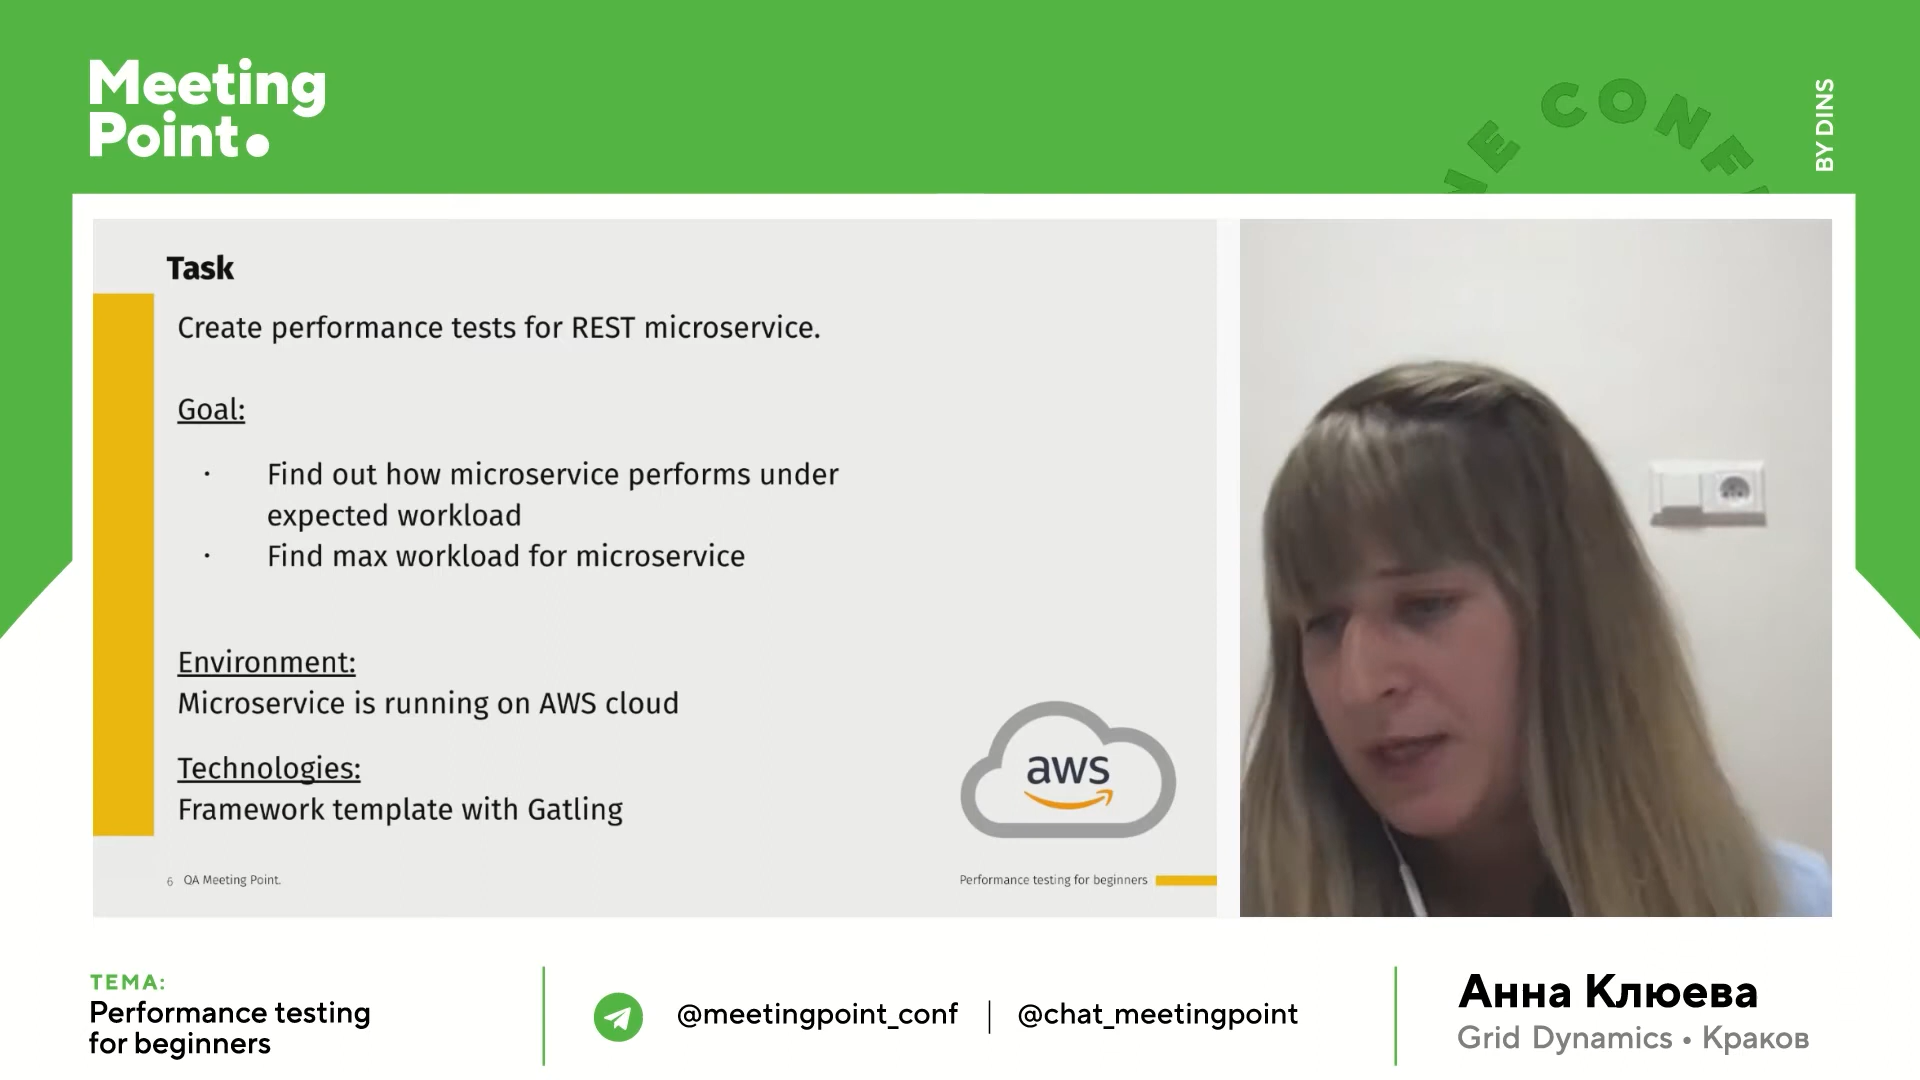 Meeting
Point.
NE CONF
BY DINS
Task
Create performance tests for REST microservice.
Goal:
· Find out how microservice performs under
expected workload
· Find max workload for microservice
Environment:
Microservice is running on AWS cloud
Technologies:
Framework template with Gatling
aws
6 QA Meeting Point.
Performance testing for beginners
ТЕМА:
Performance testing
for beginners
@meetingpoint_conf | @chat_meetingpoint
Анна Клюева
Grid Dynamics • Краков